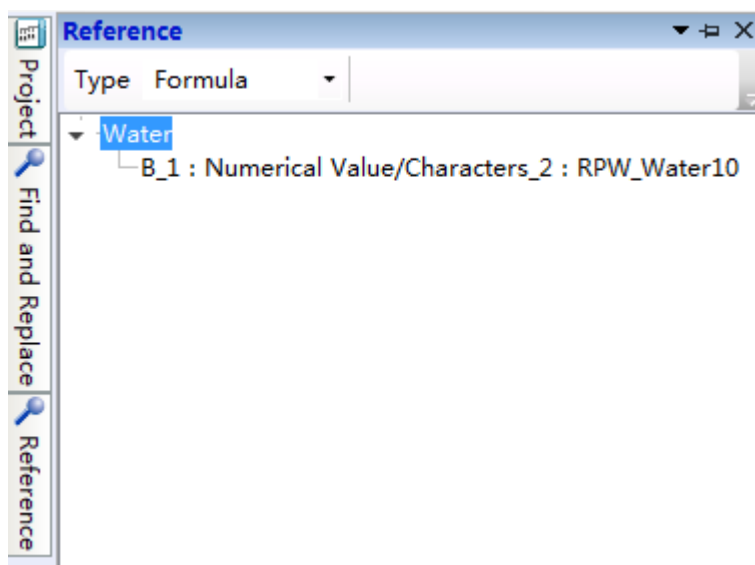 Reference
Type Formula
Water
B_1 : Numerical Value/Characters_2 : RPW_Water10
Project
Find and Replace
Reference